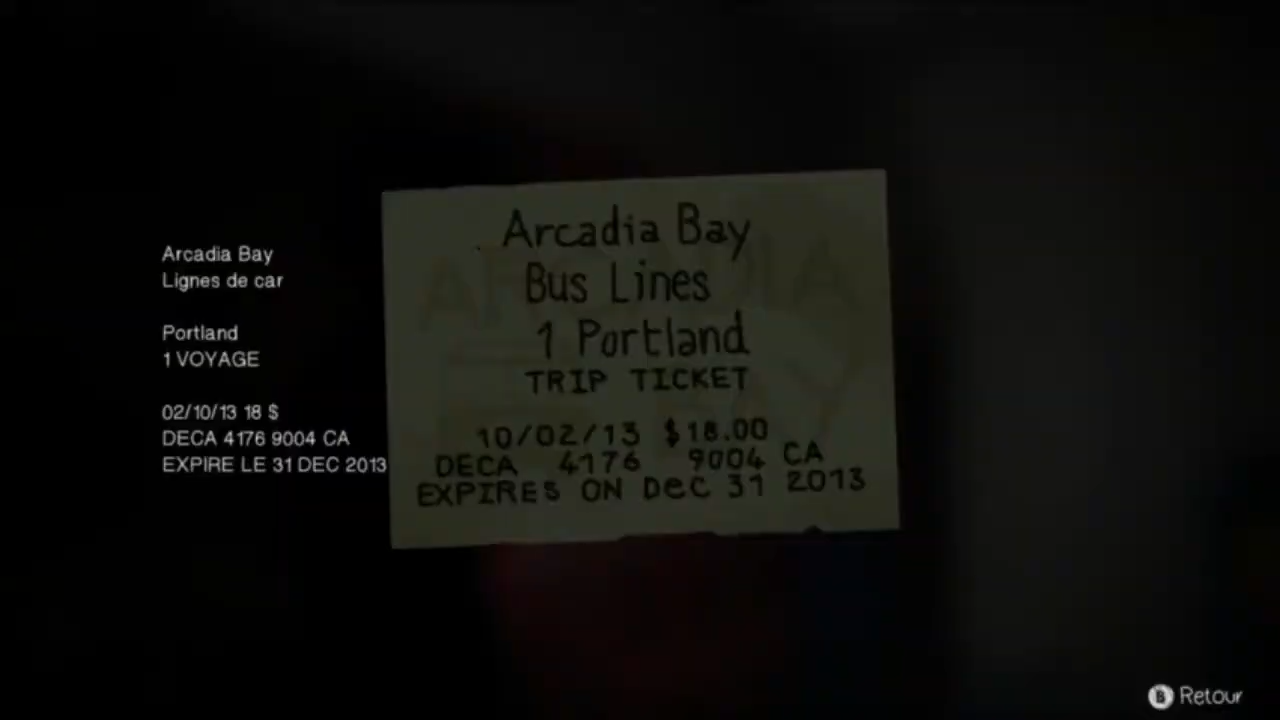 Arcadia Bay
Lignes de car
Portland
1 VOYAGE
02/10/13 18 $
DECA 4176 9004 CA
EXPIRE LE 31 DEC 2013
Arcadia Bay
Bus Lines
1 Portland
TRIP TICKET
10/02/13 $18.00
DECA 4176 9004 CA
EXPIRES ON DeC 31 2013
ARCADIA
BAY
B Retour